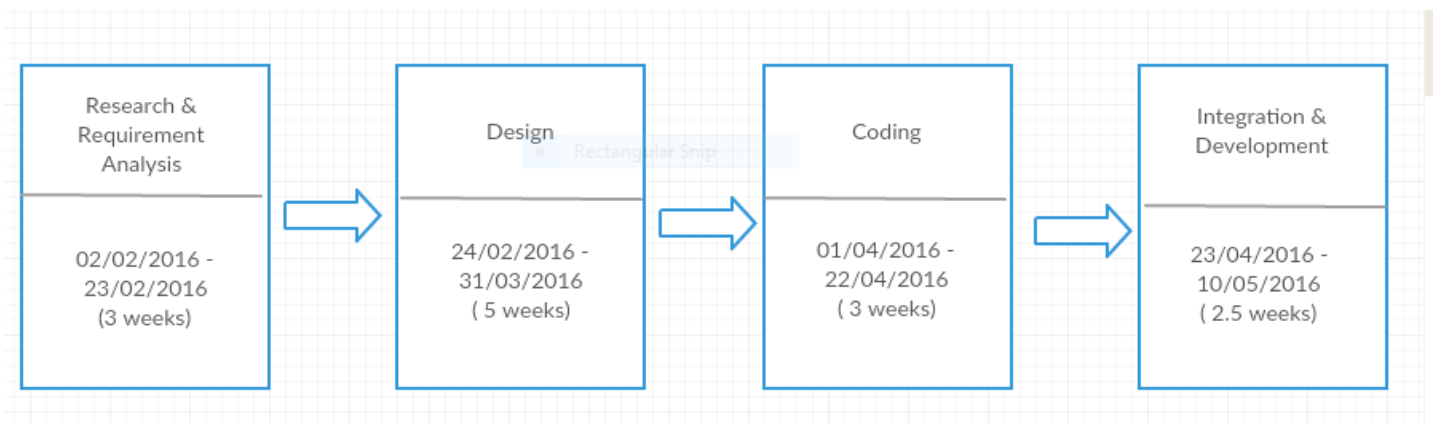 Research &
Requirement
Analysis
02/02/2016 -
23/02/2016
(3 weeks)
Design
Rectangular Snip
24/02/2016 -
31/03/2016
( 5 weeks)
Coding
01/04/2016 -
22/04/2016
( 3 weeks)
Integration &
Development
23/04/2016 -
10/05/2016
( 2.5 weeks)